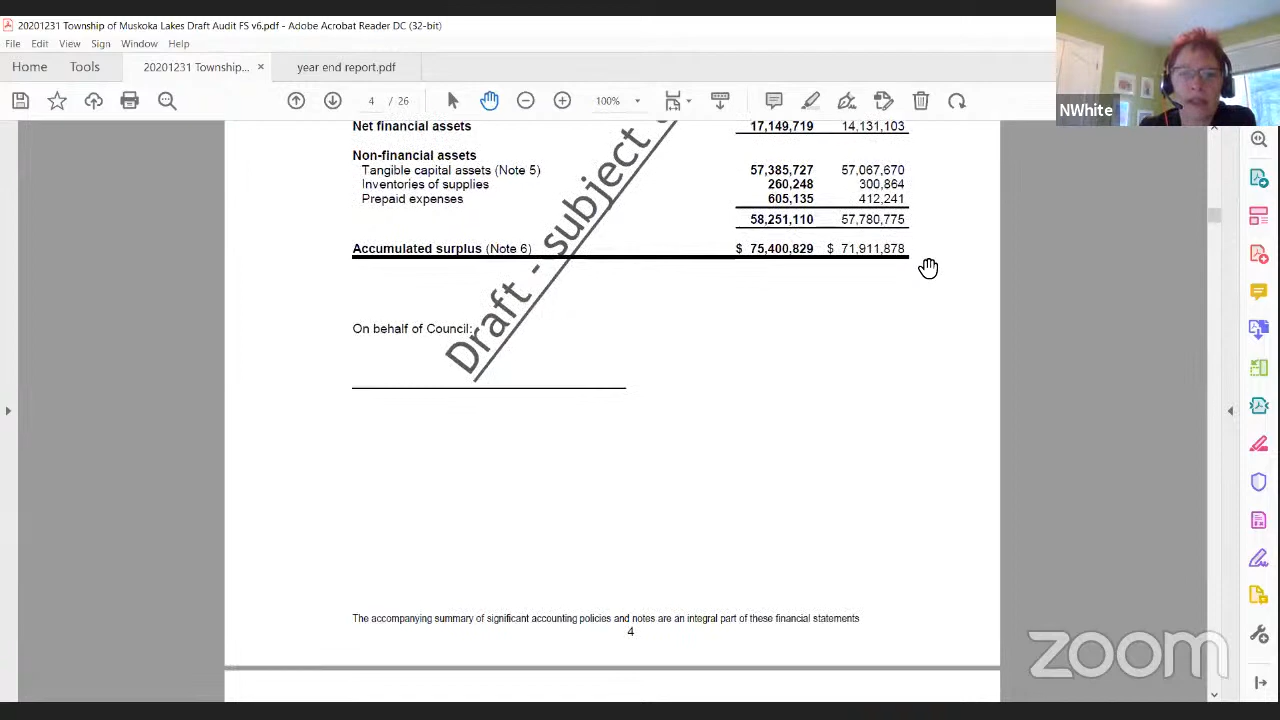 20201231 Township of Muskoka Lakes Draft Audit FS v6.pdf - Adobe Acrobat Reader DC (32-bit)
File Edit View Sign Window Help
Home Tools 20201231 Township... × year end report.pdf
4 / 26 100%
NWhite
Net financial assets 17,149,719 14,131,103
Non-financial assets
Tangible capital assets (Note 5) 57,385,727 57,067,670
Inventories of supplies 260,248 300,864
Prepaid expenses 605,135 412,241
58,251,110 57,780,775
Accumulated surplus (Note 6) $ 75,400,829 $ 71,911,878
Draft - subject
On behalf of Council:
The accompanying summary of significant accounting policies and notes are an integral part of these financial statements
4
zoom